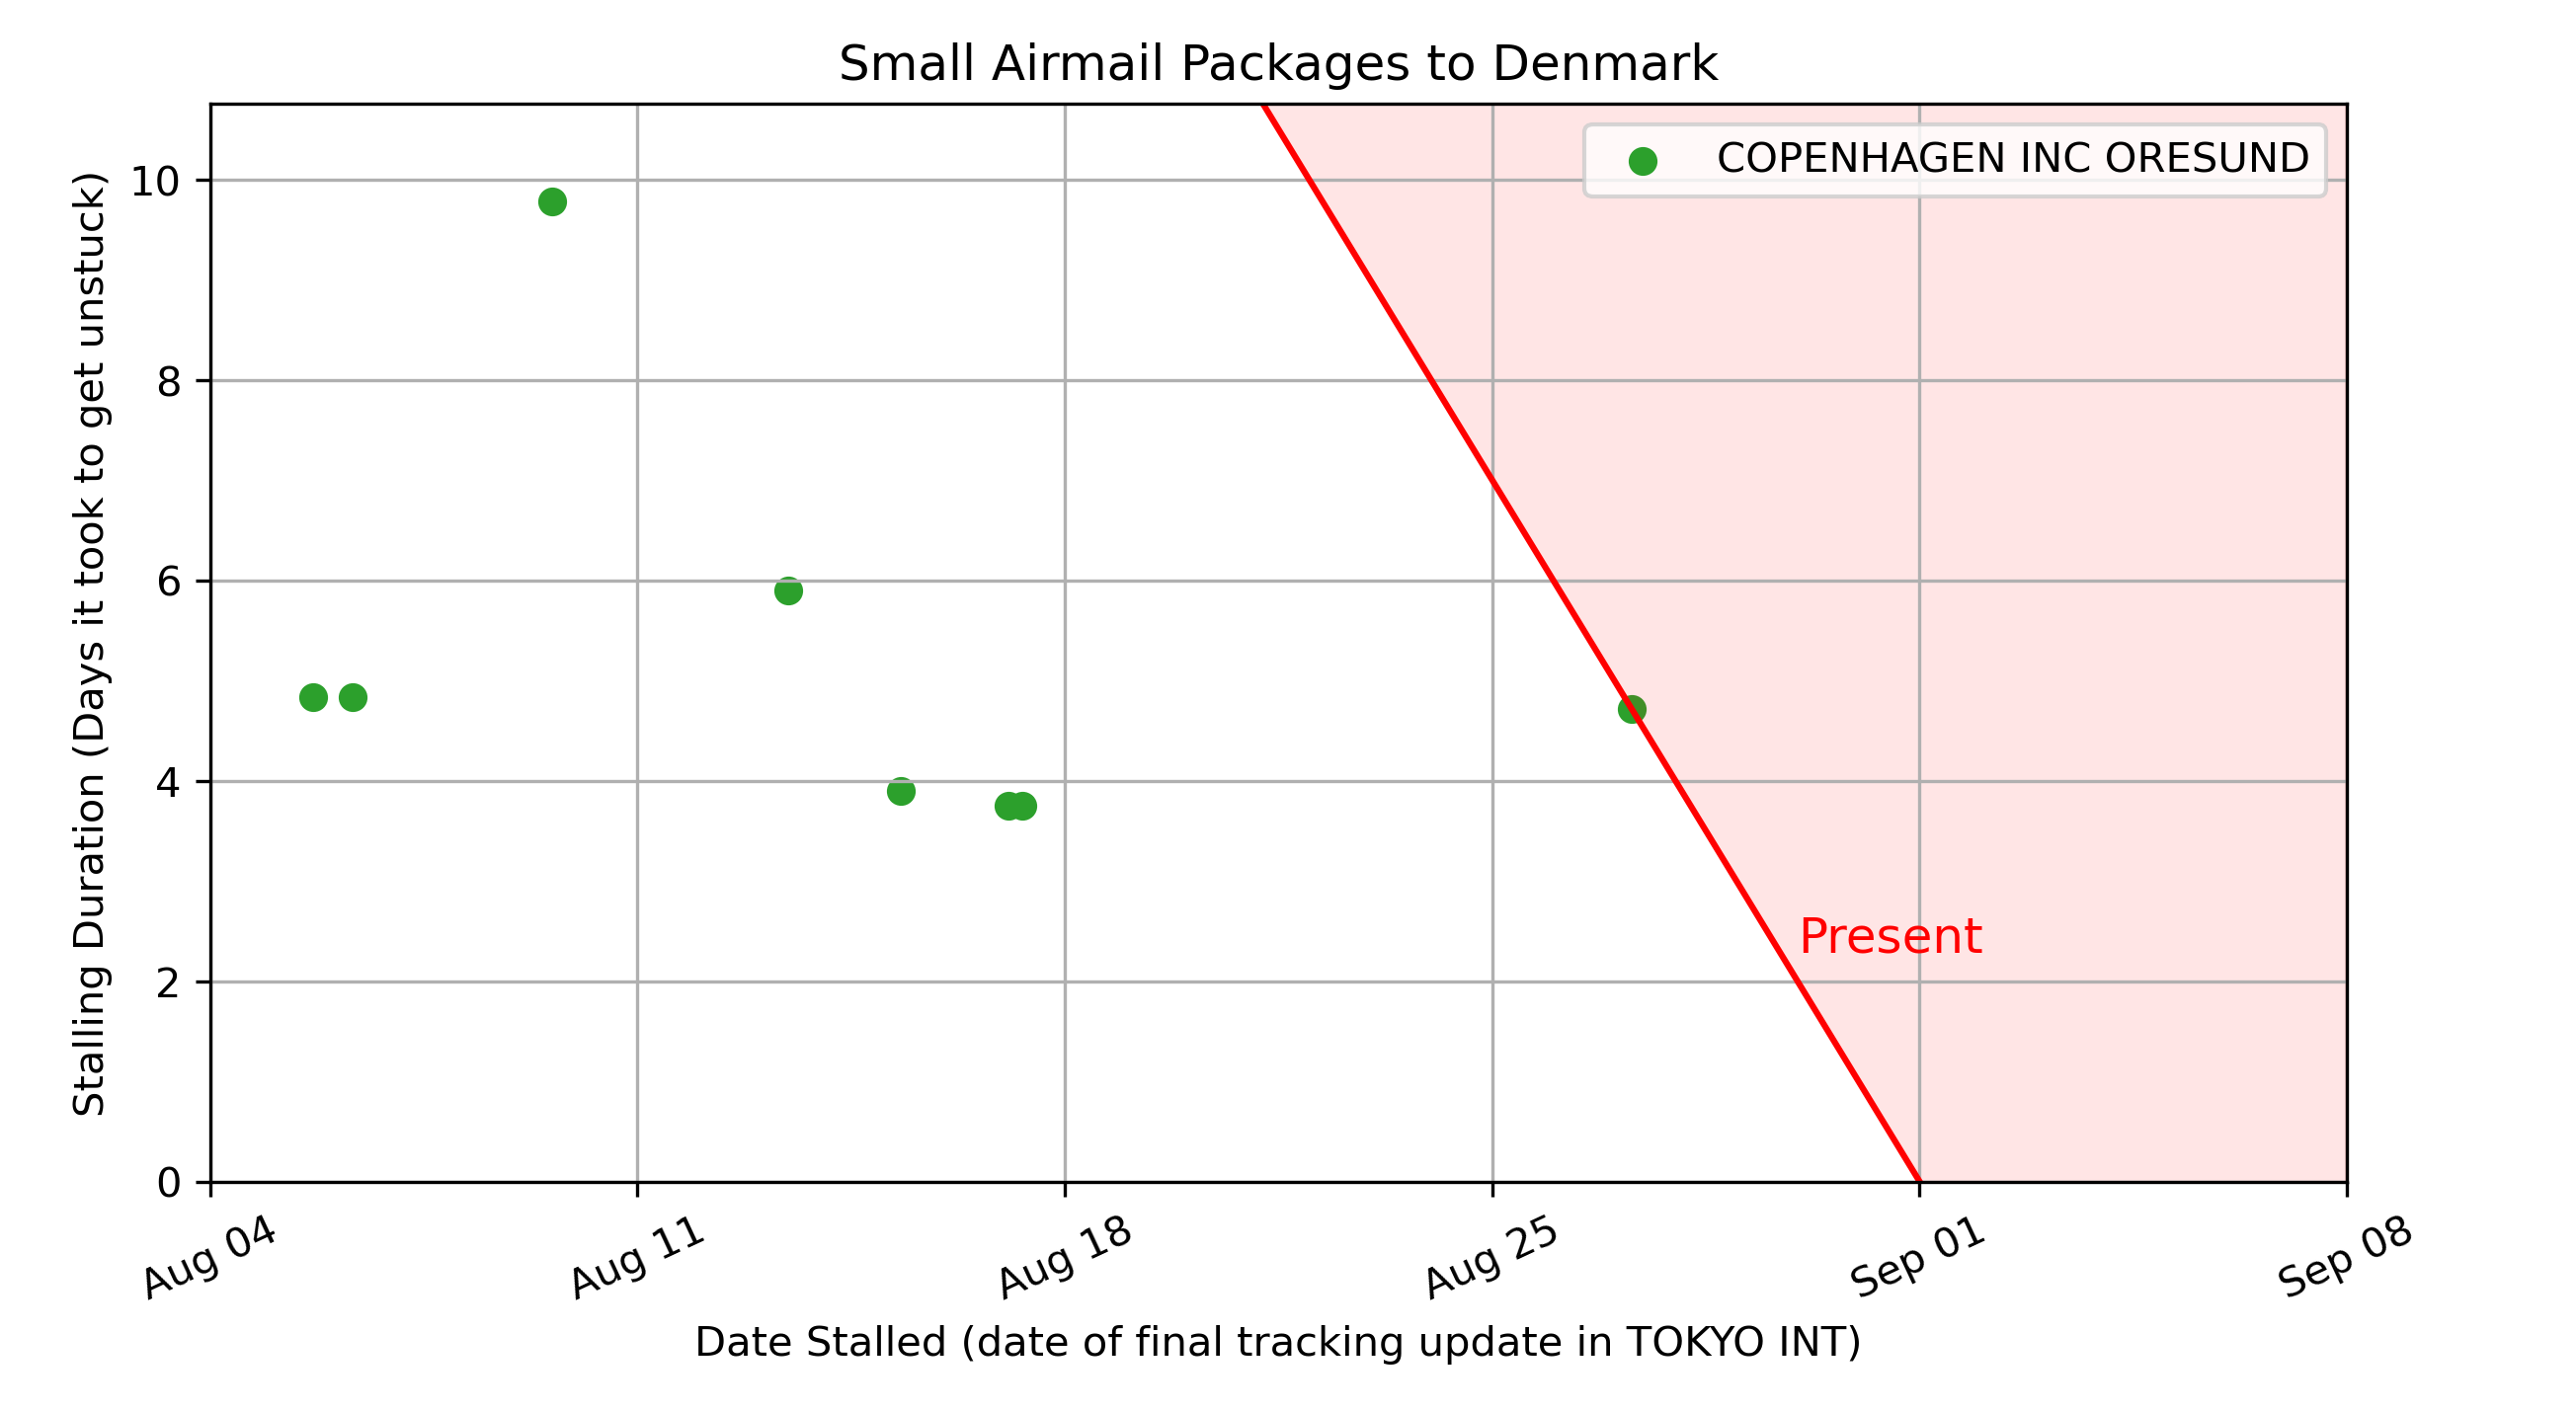 Small Airmail Packages to Denmark
COPENHAGEN INC ORESUND
Stalling Duration (Days it took to get unstuck)
10
8
6
4
2
0
Present
Aug 04
Aug 11
Aug 18
Aug 25
Sep 01
Sep 08
Date Stalled (date of final tracking update in TOKYO INT)